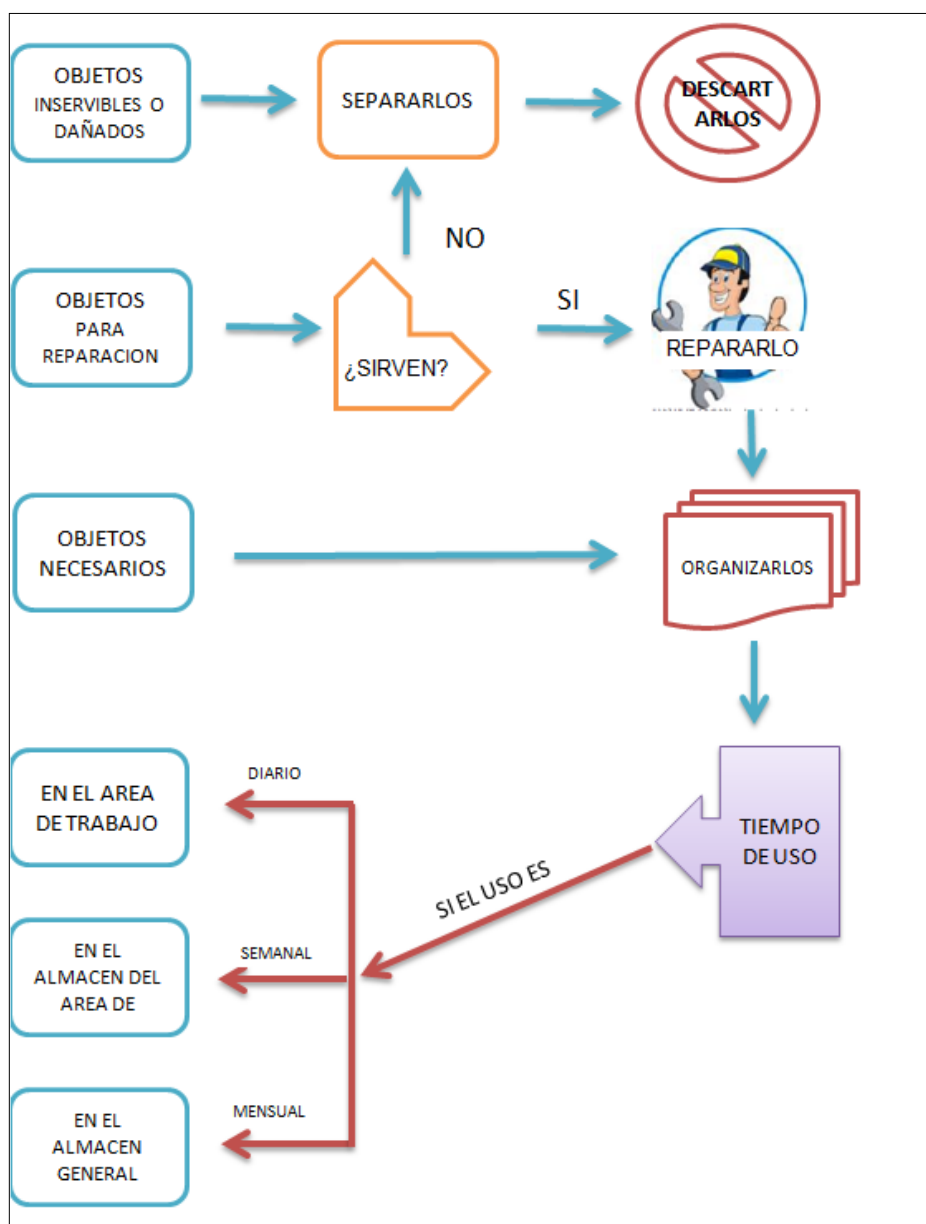 OBJETOS
INSERVIBLES O
DAÑADOS
SEPARARLOS
DESCART
ARLOS
NO
OBJETOS
PARA
REPARACION
¿SIRVEN?
SI
REPARARLO
OBJETOS
NECESARIOS
ORGANIZARLOS
TIEMPO
DE USO
SI EL USO ES
DIARIO
EN EL AREA
DE TRABAJO
SEMANAL
EN EL
ALMACEN DEL
AREA DE
MENSUAL
EN EL
ALMACEN
GENERAL